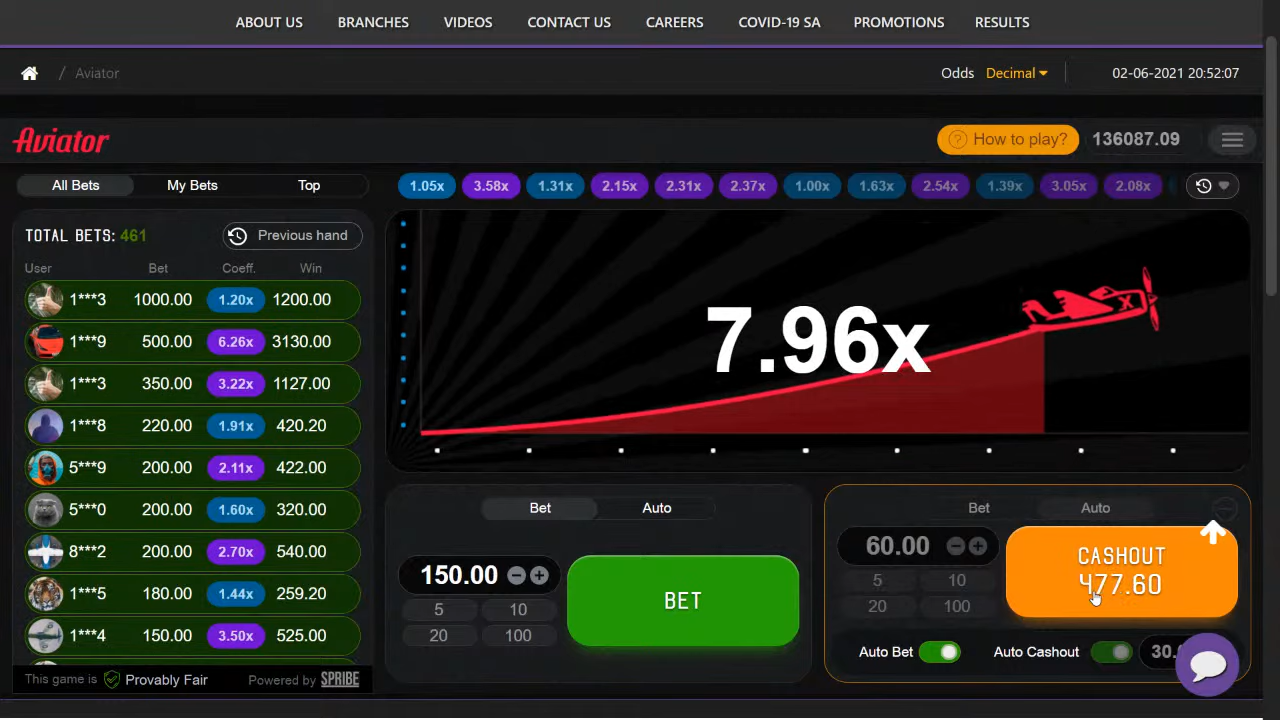 ABOUT US BRANCHES VIDEOS CONTACT US CAREERS COVID-19 SA PROMOTIONS RESULTS
/ Aviator Odds Decimal 02-06-2021 20:52:07
Aviator ? How to play? 136087.09
All Bets My Bets Top
1.05x 3.58x 1.31x 2.15x 2.31x 2.37x 1.00x 1.63x 2.54x 1.39x 3.05x 2.08x
TOTAL BETS: 461 Previous hand
User Bet Coeff. Win
1***3 1000.00 1.20x 1200.00
1***9 500.00 6.26x 3130.00
1***3 350.00 3.22x 1127.00
1***8 220.00 1.91x 420.20
5***9 200.00 2.11x 422.00
5***0 200.00 1.60x 320.00
8***2 200.00 2.70x 540.00
1***5 180.00 1.44x 259.20
1***4 150.00 3.50x 525.00
This game is Provably Fair Powered by SPRIBE
X
7.96x
Bet Auto
150.00
5 10
20 100
BET
Bet Auto
60.00
5 10
20 100
CASHOUT
477.60
Auto Bet Auto Cashout